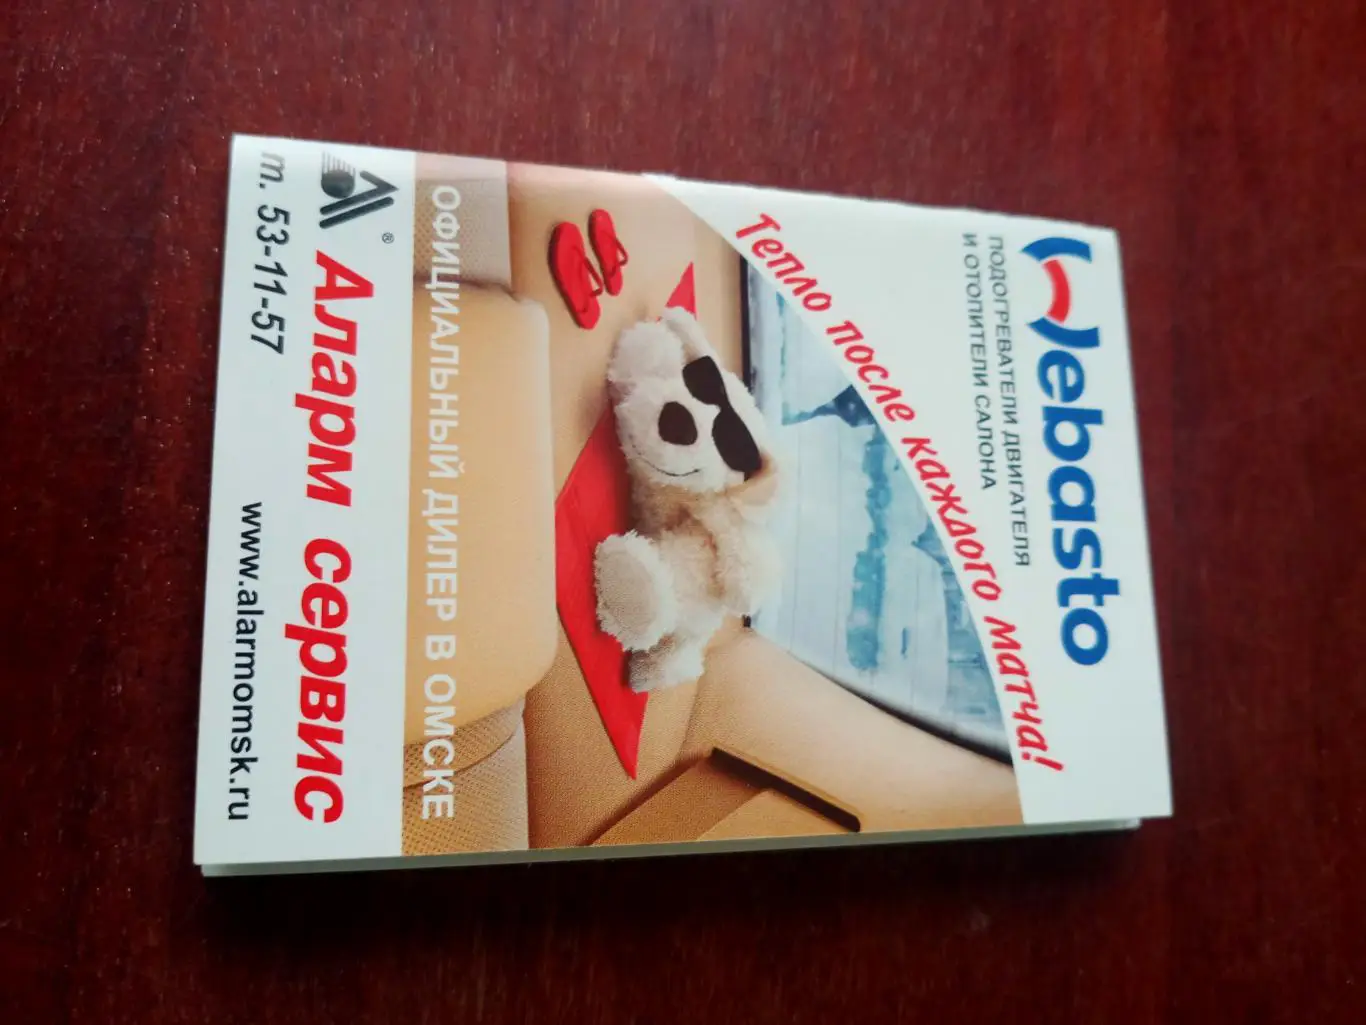 Webasto
ПОДОГРЕВАТЕЛИ ДВИГАТЕЛЯ
И ОТОПИТЕЛИ САЛОНА
Тепло после каждого матча!
ОФИЦИАЛЬНЫЙ ДИЛЕР В ОМСКЕ
® Аларм сервис
т. 53-11-57 www.alarmomsk.ru